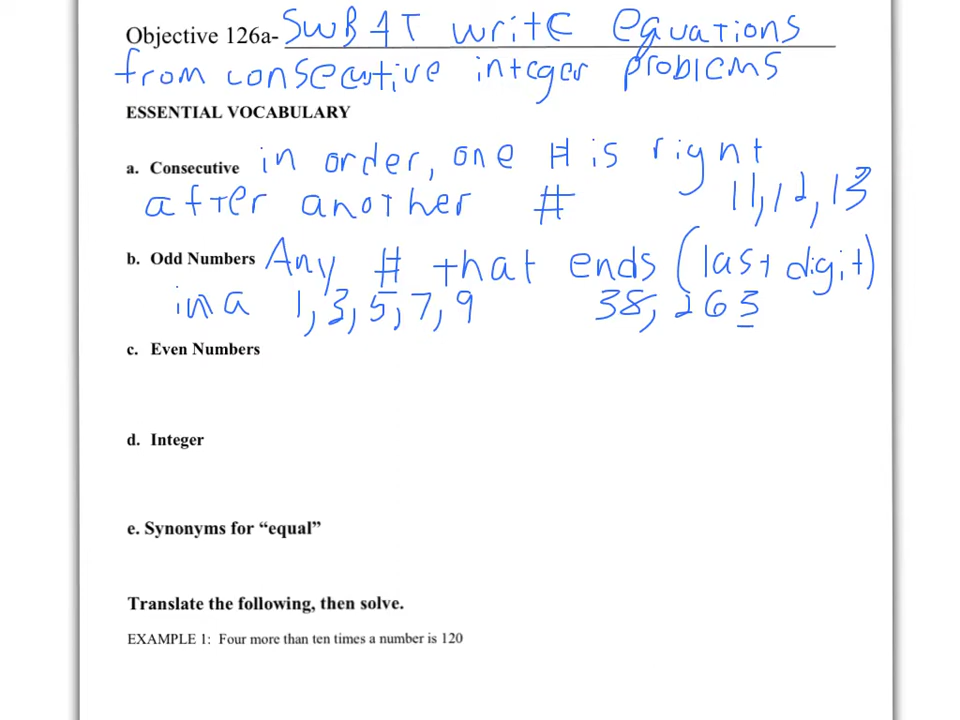 Objective 126a- SWBAT write equations
from consecutive integer problems
ESSENTIAL VOCABULARY
a. Consecutive in order, one # is right
after another # 11, 12, 13
b. Odd Numbers Any # that ends (last digit)
in a 1, 3, 5, 7, 9 38, 263
c. Even Numbers
d. Integer
e. Synonyms for “equal”
Translate the following, then solve.
EXAMPLE 1: Four more than ten times a number is 120